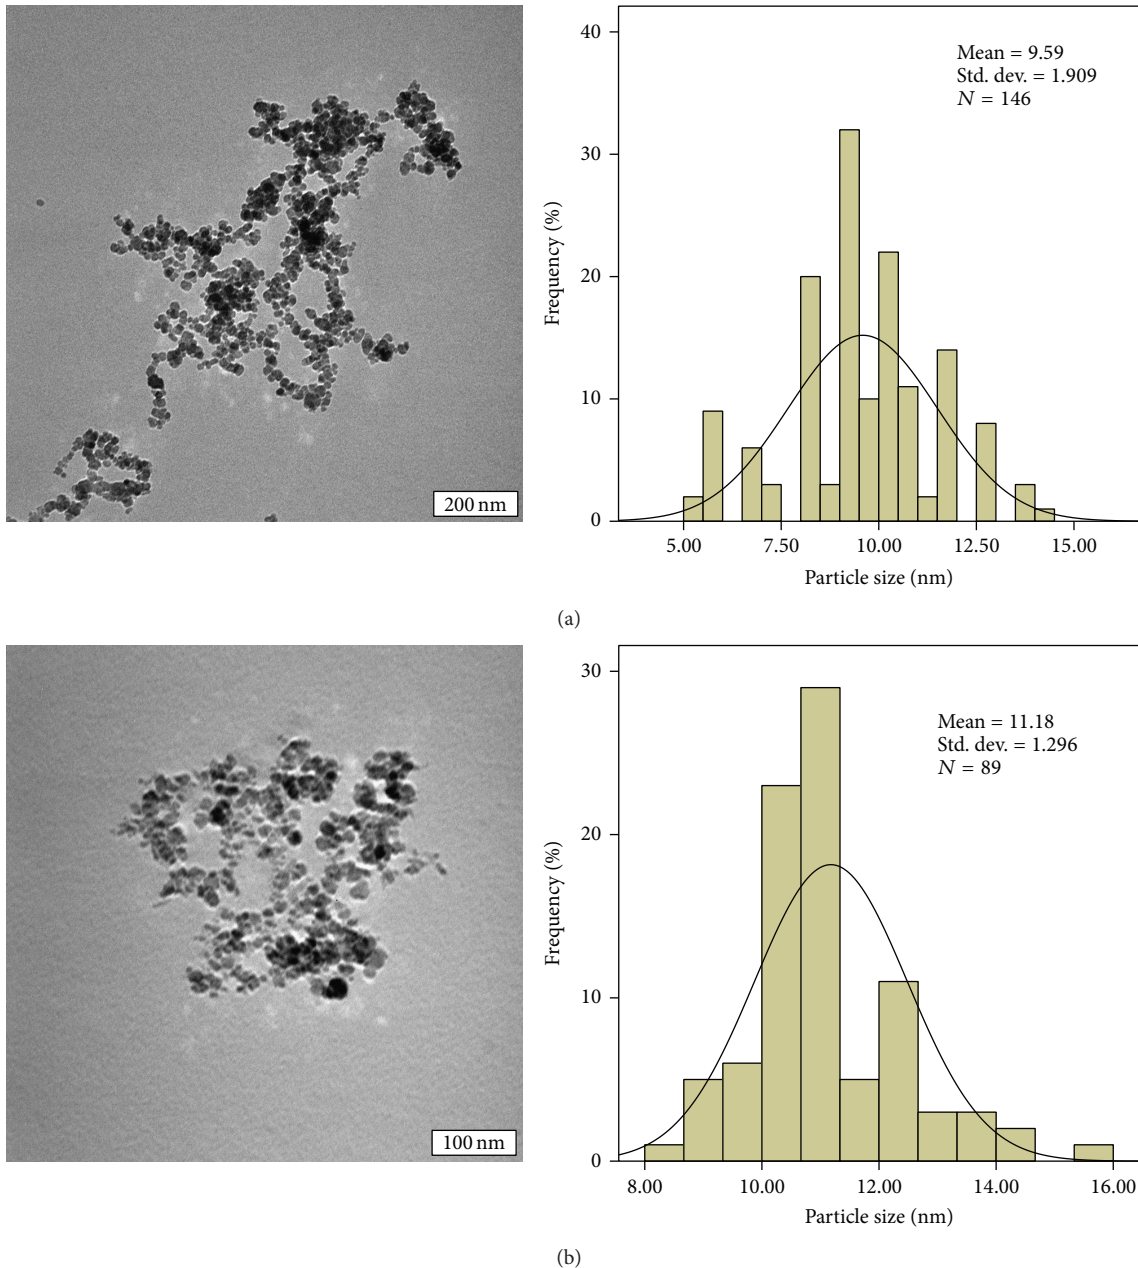 200 nm
Mean = 9.59
Std. dev. = 1.909
N = 146
Frequency (%)
40
30
20
10
0
5.00 7.50 10.00 12.50 15.00
Particle size (nm)
(a)
100 nm
Mean = 11.18
Std. dev. = 1.296
N = 89
Frequency (%)
30
20
10
0
8.00 10.00 12.00 14.00 16.00
Particle size (nm)
(b)